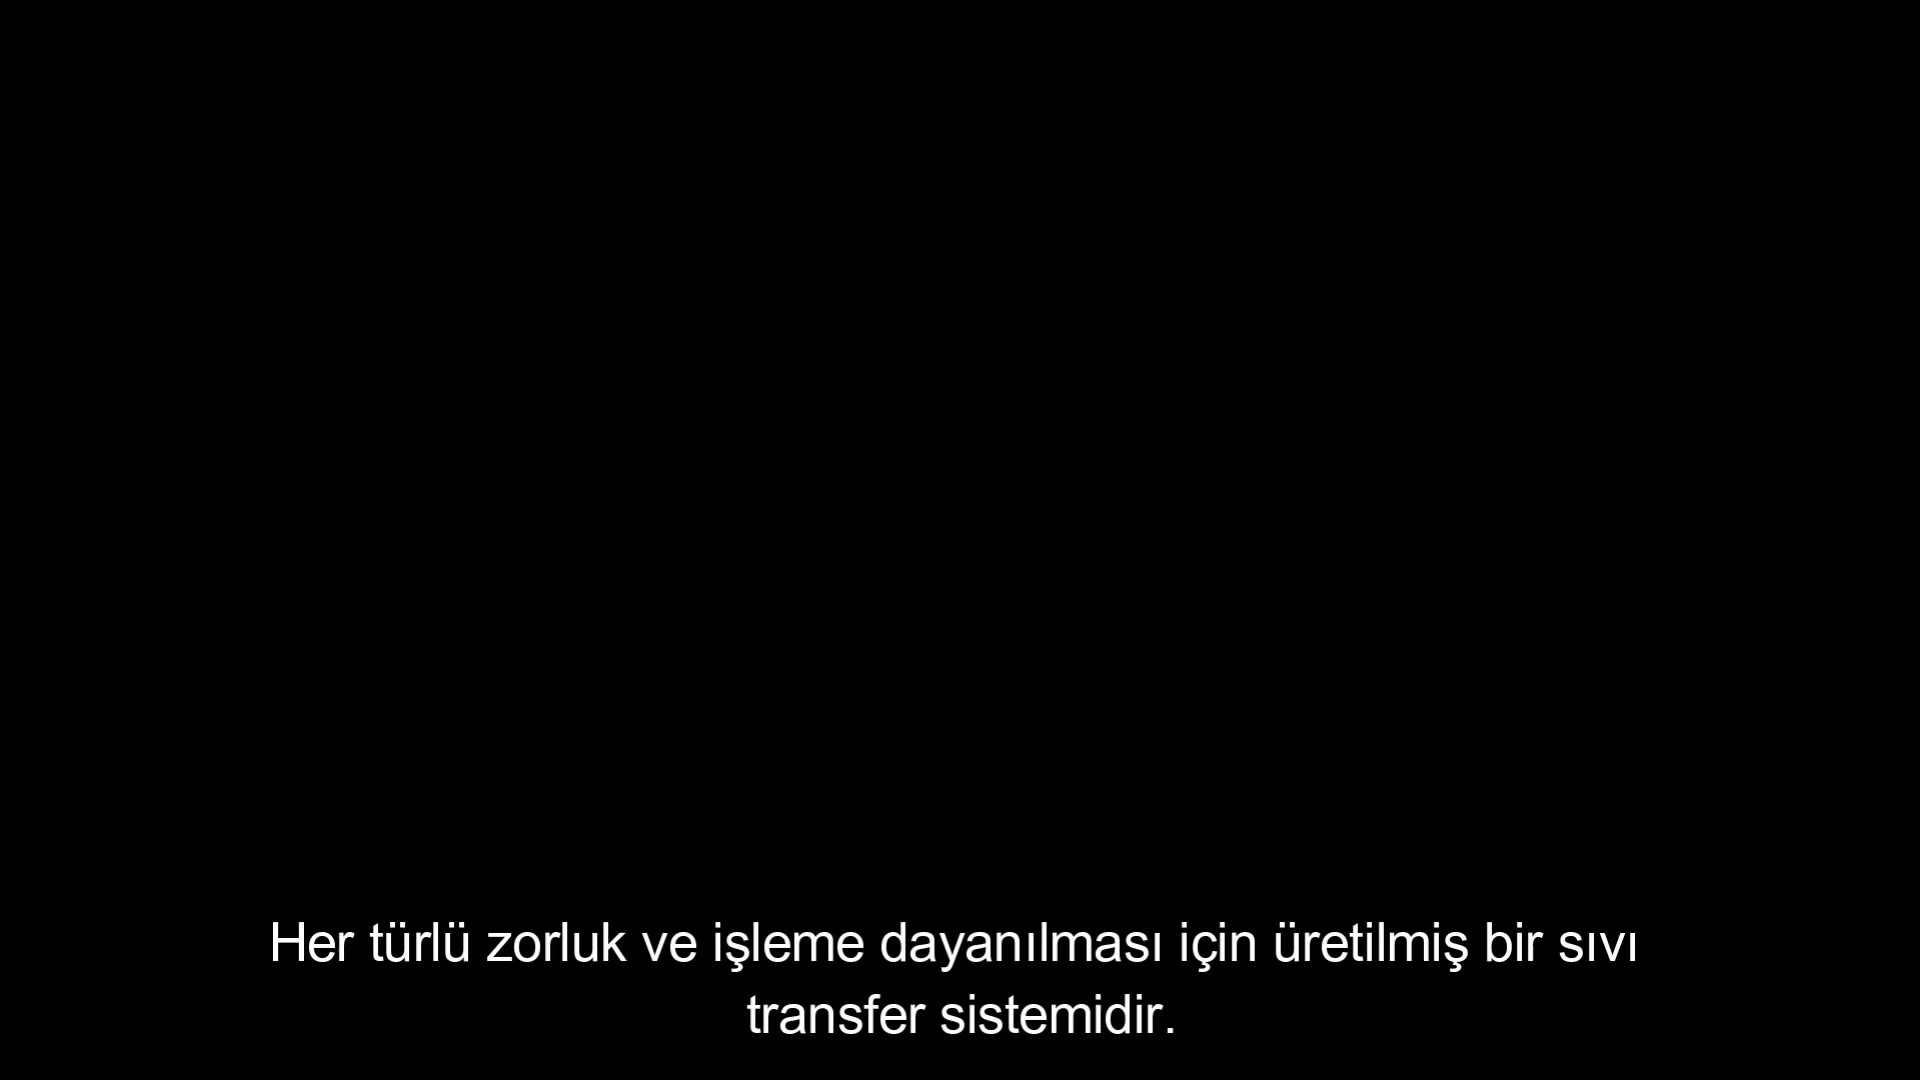 Her türlü zorluk ve işleme dayanılması için üretilmiş bir sıvı
transfer sistemidir.